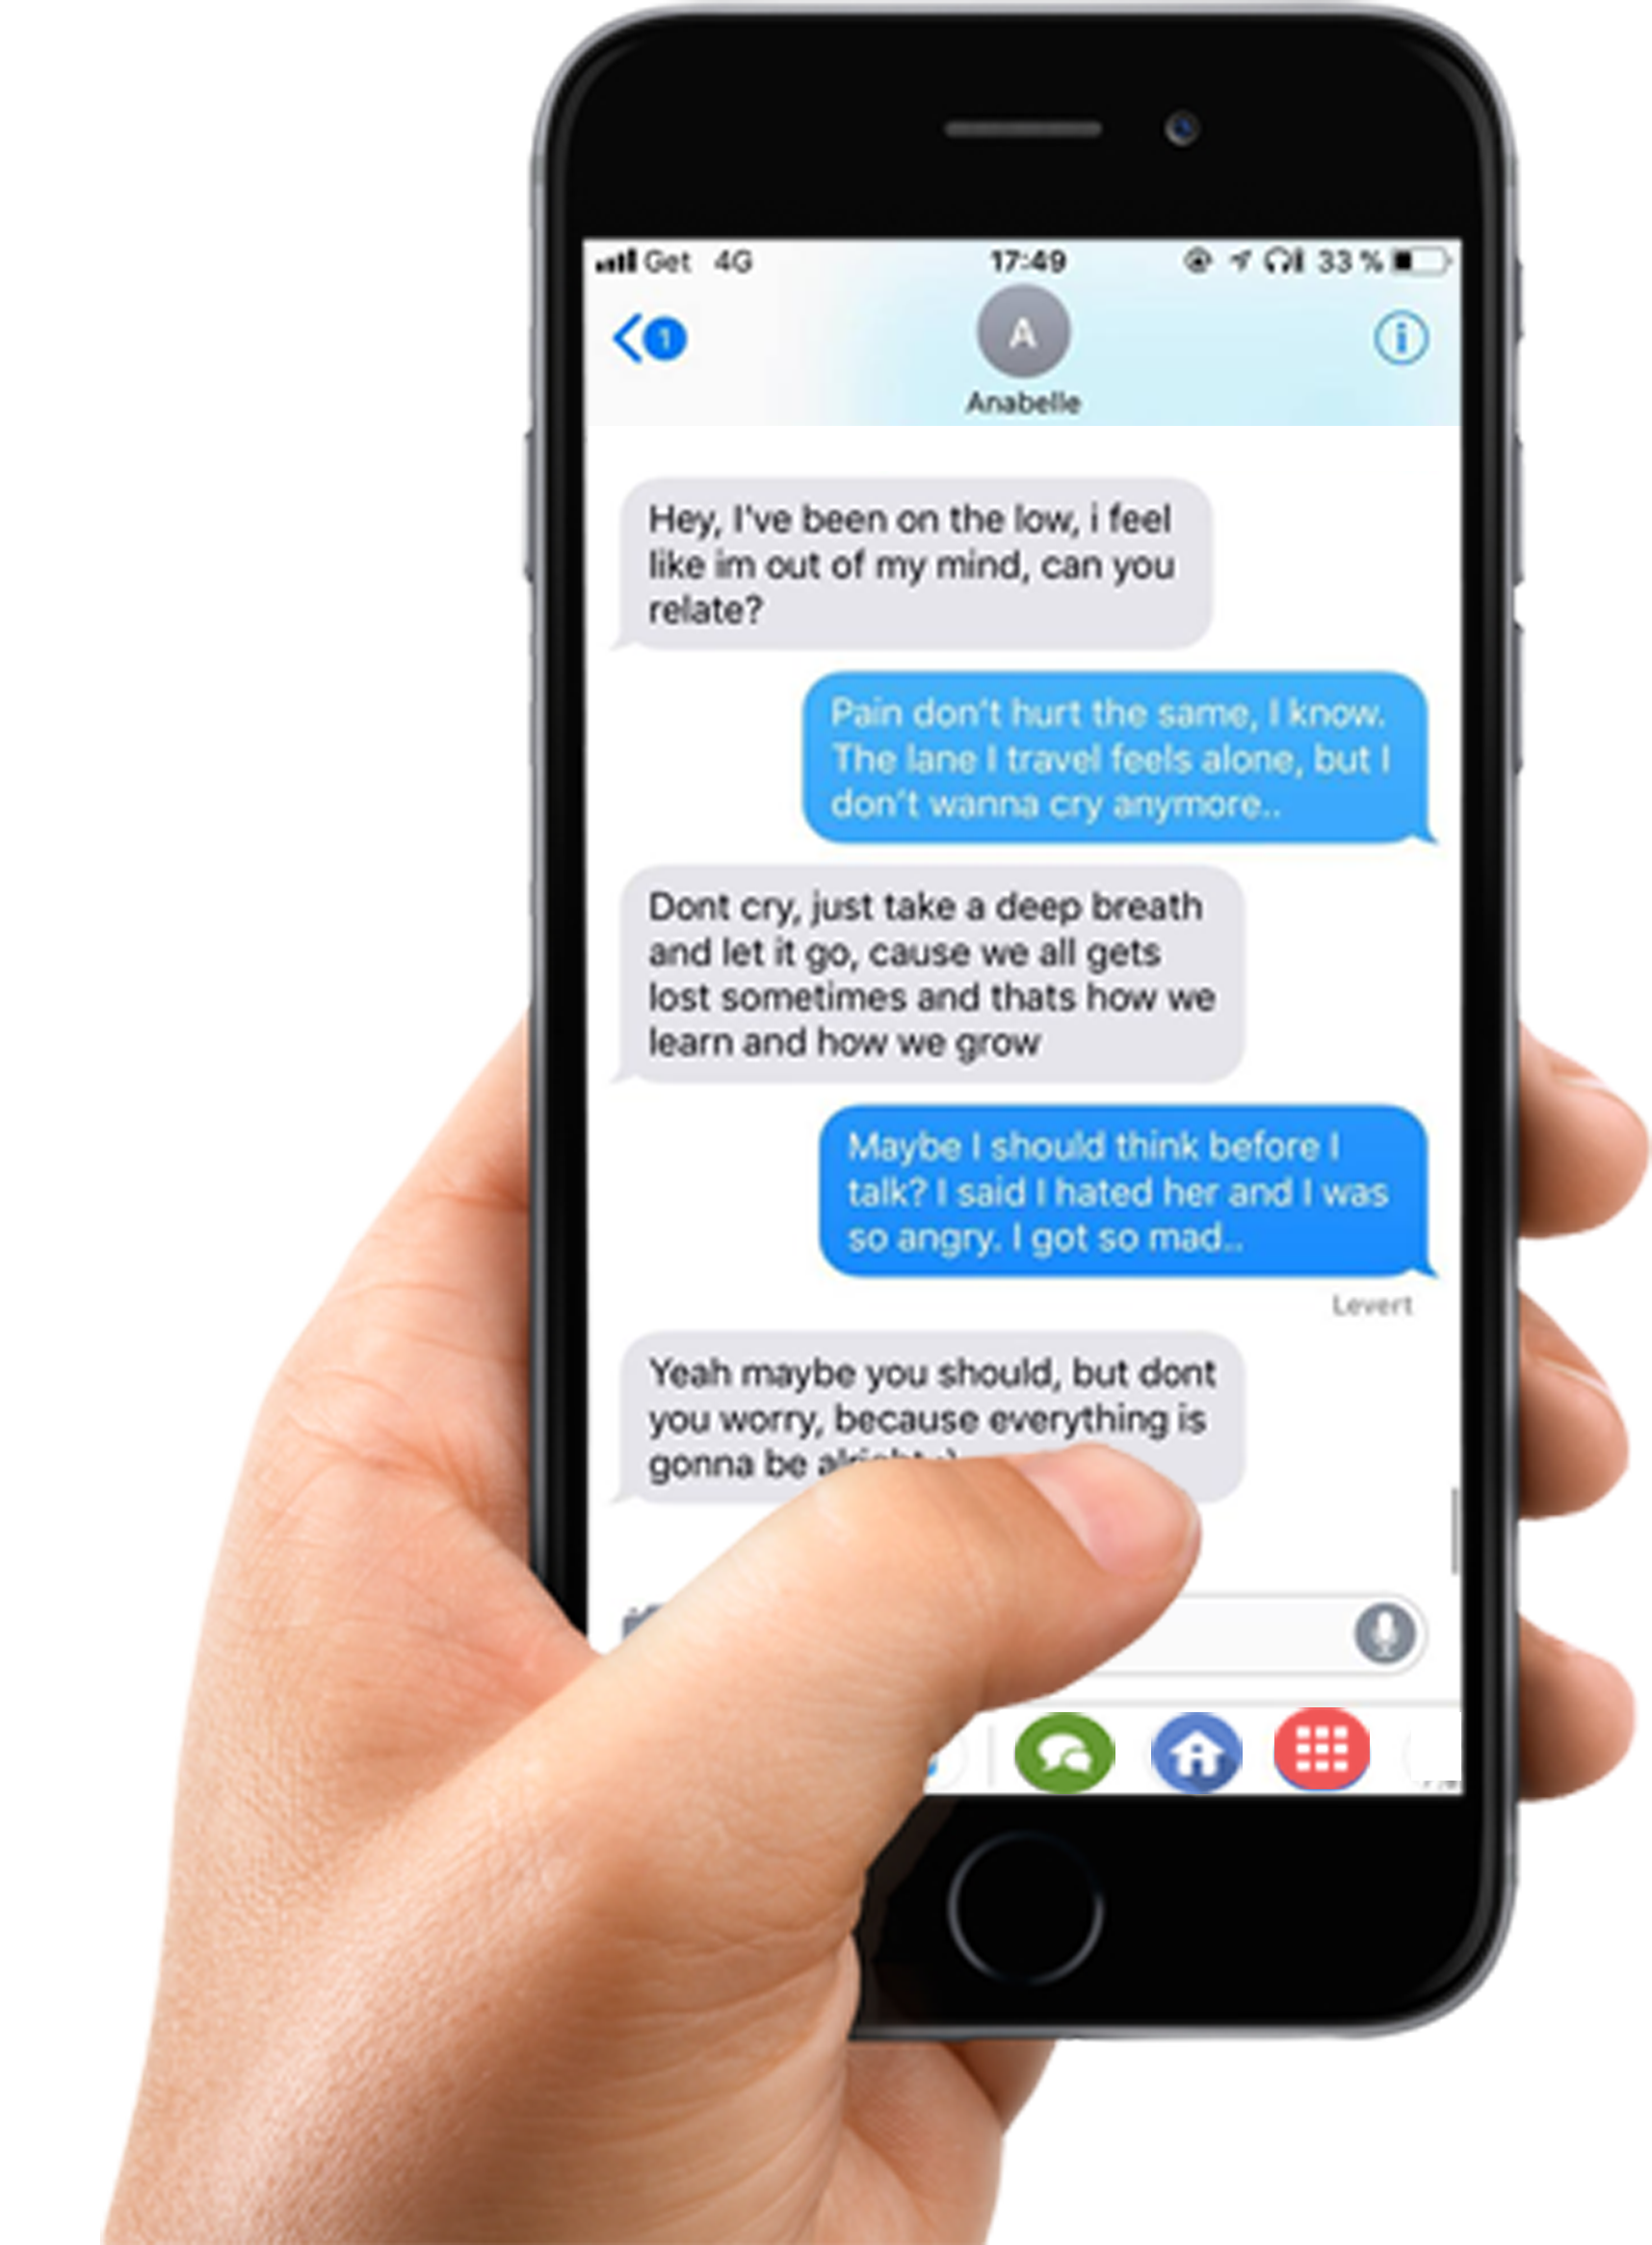 Get 4G 17:49 33 %
1
A
Anabelle
Hey, I've been on the low, i feel
like im out of my mind, can you
relate?
Pain don't hurt the same, I know.
The lane I travel feels alone, but I
don't wanna cry anymore..
Dont cry, just take a deep breath
and let it go, cause we all gets
lost sometimes and thats how we
learn and how we grow
Maybe I should think before I
talk? I said I hated her and I was
so angry. I got so mad..
Levert
Yeah maybe you should, but dont
you worry, because everything is
gonna be alright